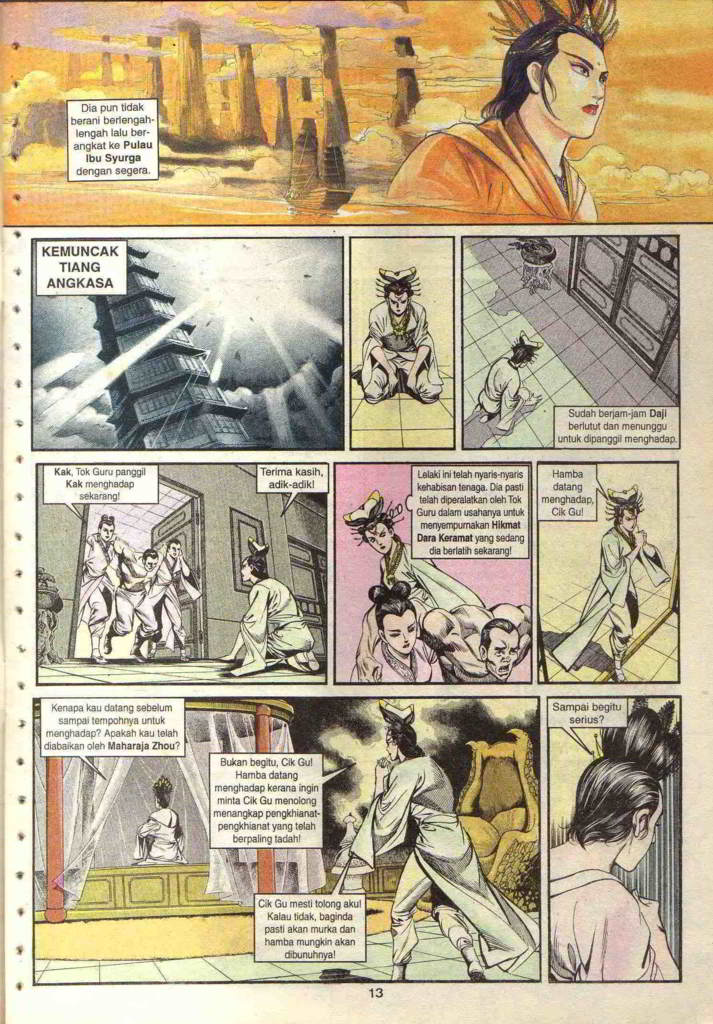 Dia pun tidak
berani berlengah-
lengah lalu ber-
angkat ke Pulau
Ibu Syurga
dengan segera.
KEMUNCAK
TIANG
ANGKASA
Sudah berjam-jam Daji
berlutut dan menunggu
untuk dipanggil menghadap.
Kak, Tok Guru panggil
Kak menghadap
sekarang!
Terima kasih,
adik-adik!
Lelaki ini telah nyaris-nyaris
kehabisan tenaga. Dia pasti
telah diperalatkan oleh Tok
Guru dalam usahanya untuk
menyempurnakan Hikmat
Dara Keramat yang sedang
dia berlatih sekarang!
Hamba
datang
menghadap,
Cik Gu!
Kenapa kau datang sebelum
sampai tempohnya untuk
menghadap? Apakah kau telah
diabaikan oleh Maharaja Zhou?
Bukan begitu, Cik Gu!
Hamba datang
menghadap kerana ingin
minta Cik Gu menolong
menangkap pengkhianat-
pengkhianat yang telah
berpaling tadah!
Cik Gu mesti tolong aku!
Kalau tidak, baginda
pasti akan murka dan
hamba mungkin akan
dibunuhnya!
Sampai begitu
serius?
13